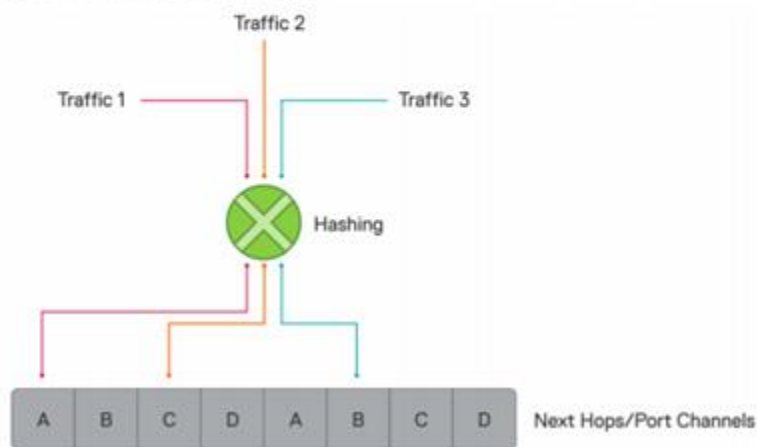 Traffic 2
Traffic 1
Traffic 3
Hashing
A B C D A B C D
Next Hops/Port Channels